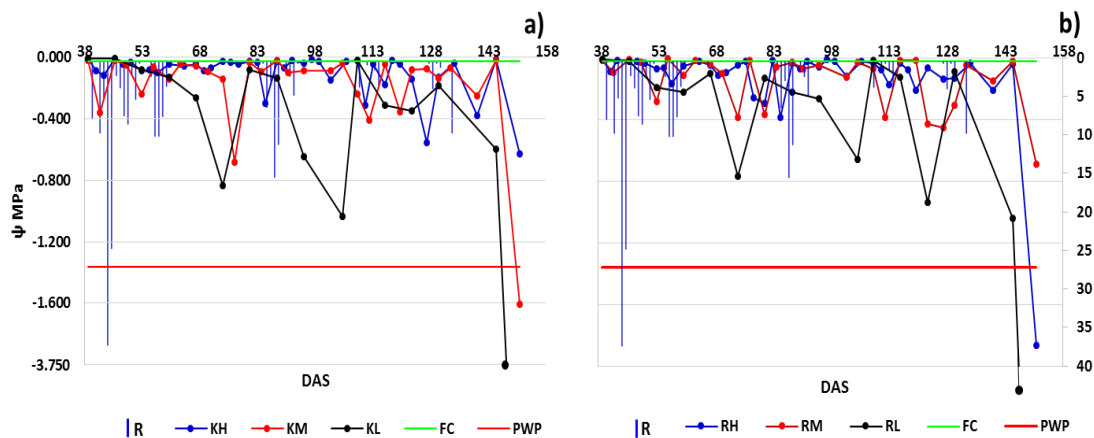 a)
38 53 68 83 98 113 128 143 158
0.000
-0.400
-0.800
-1.200
-1.600
-3.750
ψ MPa
DAS
R KH KM KL FC PWP
b)
38 53 68 83 98 113 128 143 158
0
5
10
15
20
25
30
35
40
DAS
R RH RM RL FC PWP